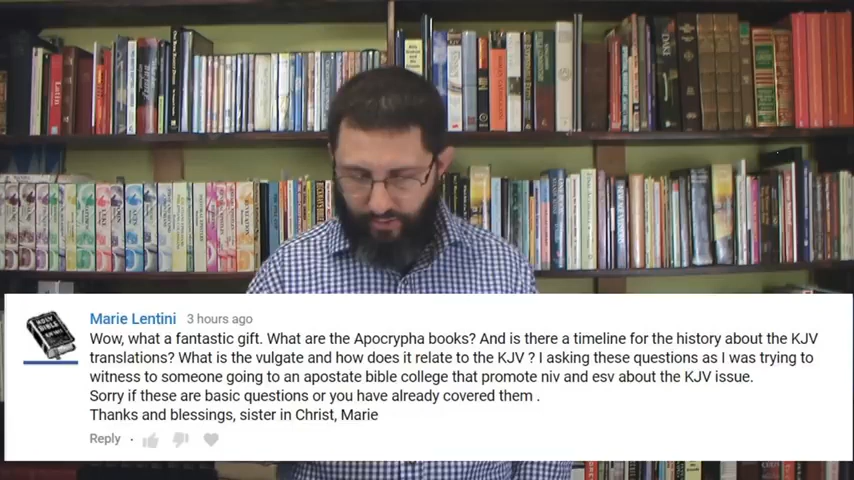 HOLY BIBLE
Marie Lentini 3 hours ago
Wow, what a fantastic gift. What are the Apocrypha books? And is there a timeline for the history about the KJV
translations? What is the vulgate and how does it relate to the KJV ? I asking these questions as I was trying to
witness to someone going to an apostate bible college that promote niv and esv about the KJV issue.
Sorry if these are basic questions or you have already covered them .
Thanks and blessings, sister in Christ, Marie
Reply